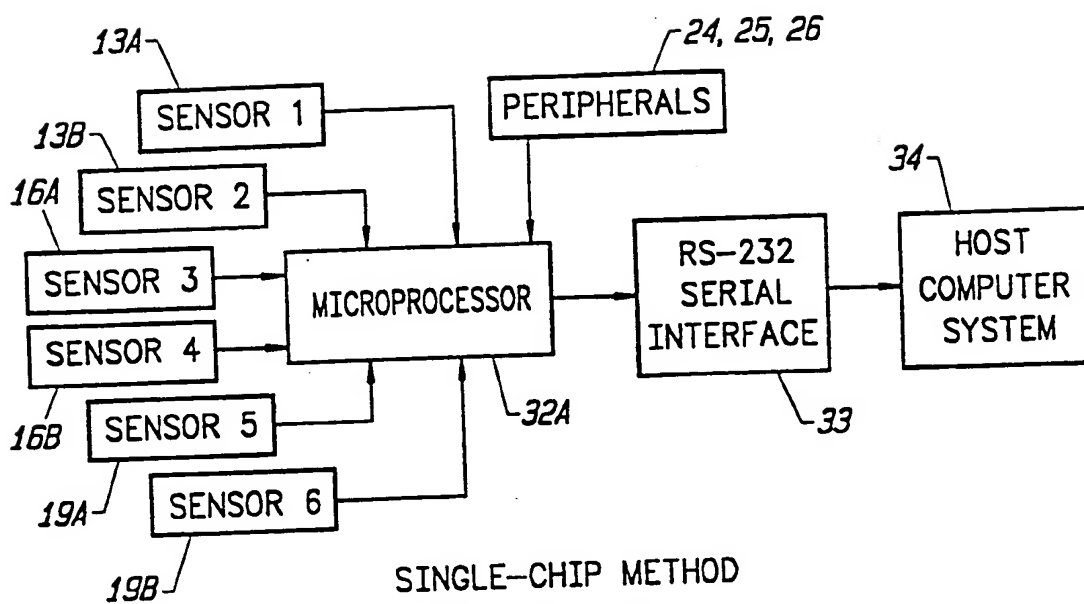 13A
24, 25, 26
SENSOR 1
PERIPHERALS
13B
SENSOR 2
16A
34
SENSOR 3
MICROPROCESSOR
RS-232
SERIAL
INTERFACE
HOST
COMPUTER
SYSTEM
SENSOR 4
16B
SENSOR 5
32A
33
19A
SENSOR 6
19B
SINGLE-CHIP METHOD